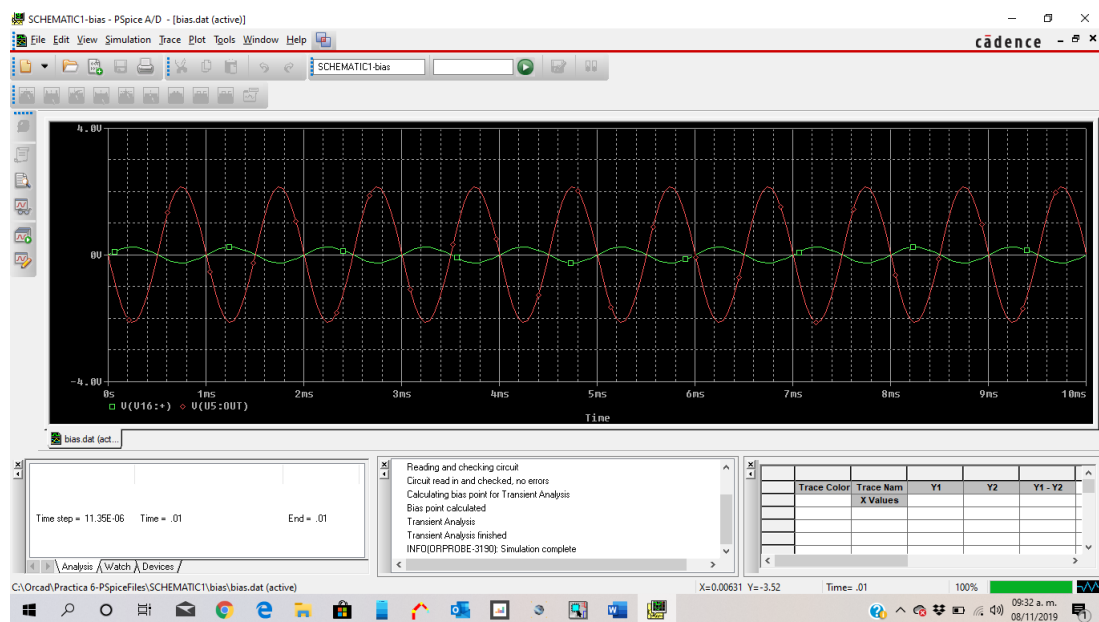 SCHEMATIC1-bias - PSpice A/D - [bias.dat (active)]
File Edit View Simulation Trace Plot Tools Window Help
cādence
SCHEMATIC1-bias
4.0V
0V
-4.0V
0s 1ms 2ms 3ms 4ms 5ms 6ms 7ms 8ms 9ms 10ms
V(V16:+) V(U5:OUT)
Time
bias.dat (act...
Time step = 11.35E-06 Time = .01 End = .01
Analysis Watch Devices
Reading and checking circuit
Circuit read in and checked, no errors
Calculating bias point for Transient Analysis
Bias point calculated
Transient Analysis
Transient Analysis finished
INFO(ORPROBE-3190): Simulation complete
Trace Color Trace Nam Y1 Y2 Y1 - Y2
X Values
C:\Orcad\Practica 6-PSpiceFiles\SCHEMATIC1\bias\bias.dat (active)
X=0.00631 Y=-3.52 Time= .01 100%
09:32 a. m.
08/11/2019